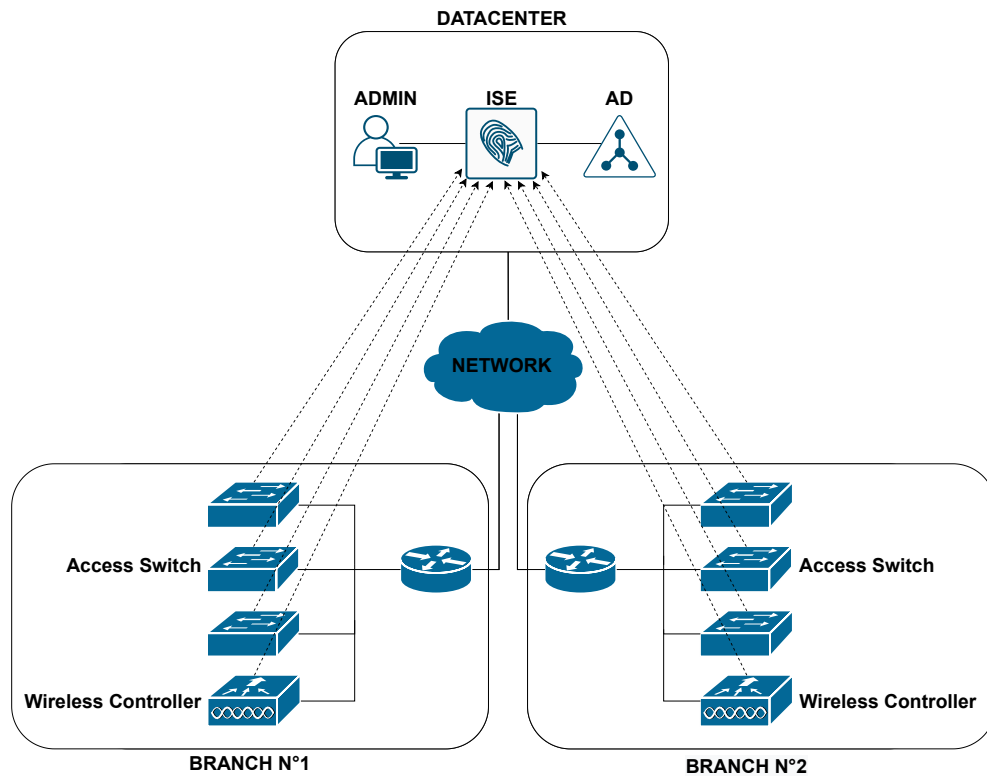 DATACENTER
ADMIN
ISE
AD
NETWORK
Access Switch
Wireless Controller
BRANCH N°1
Access Switch
Wireless Controller
BRANCH N°2